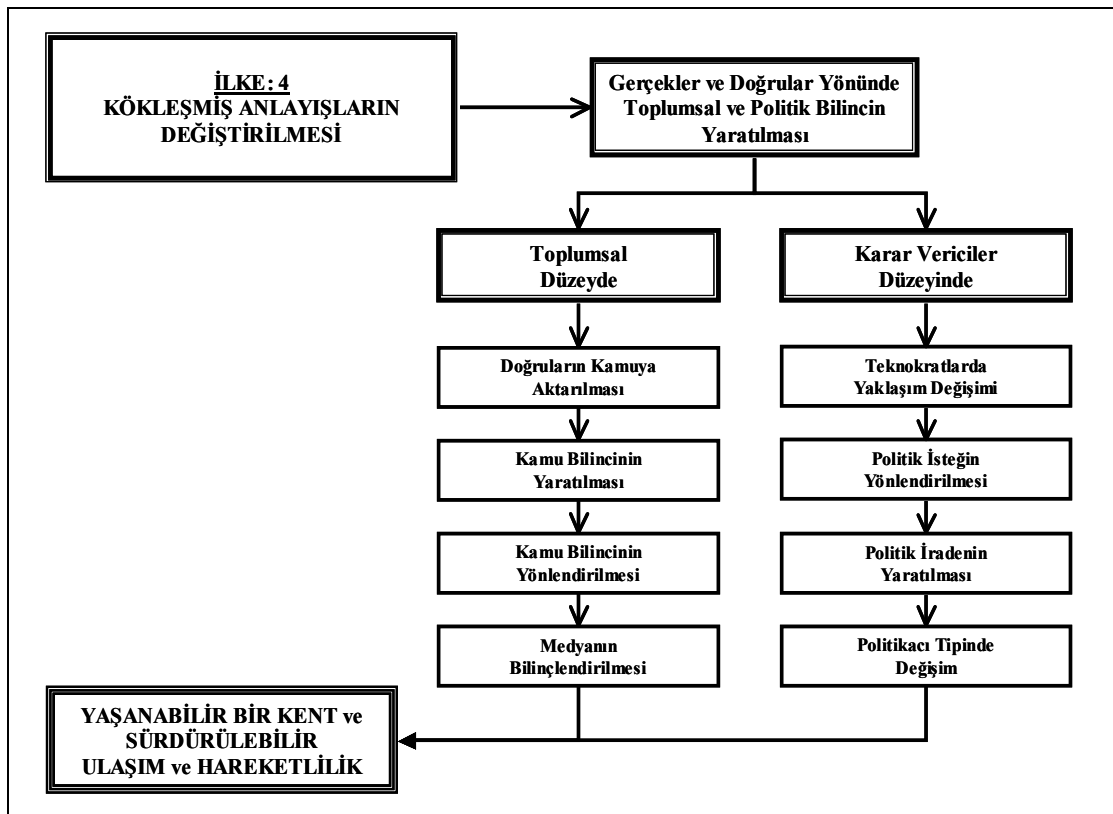 İLKE: 4
KÖKLEŞMİŞ ANLAYIŞLARIN
DEĞİŞTİRİLMESİ
Gerçekler ve Doğrular Yönünde
Toplumsal ve Politik Bilincin
Yaratılması
Toplumsal
Düzeyde
Karar Vericiler
Düzeyinde
Doğruların Kamuya
Aktarılması
Teknokratlarda
Yaklaşım Değişimi
Kamu Bilincinin
Yaratılması
Politik İsteğin
Yönlendirilmesi
Kamu Bilincinin
Yönlendirilmesi
Politik İradenin
Yaratılması
Medyanın
Bilinçlendirilmesi
Politikacı Tipinde
Değişim
YAŞANABİLİR BİR KENT ve
SÜRDÜRÜLEBİLİR
ULAŞIM ve HAREKETLİLİK